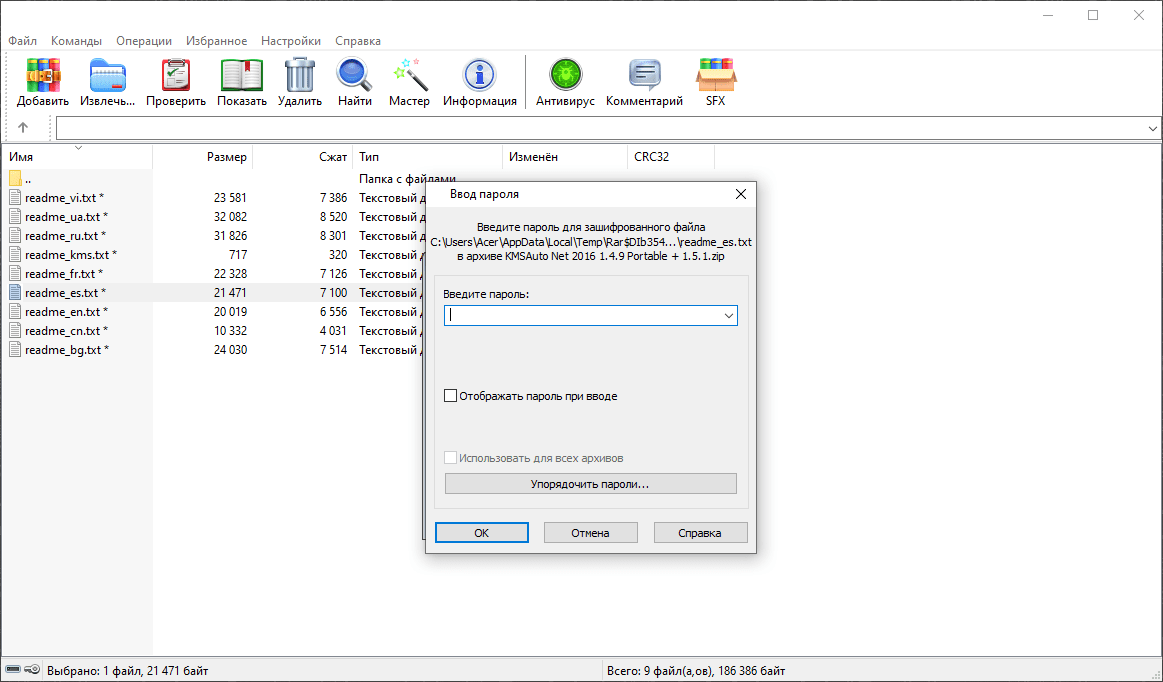 Файл Команды Операции Избранное Настройки Справка
Добавить Извлечь... Проверить Показать Удалить Найти Мастер Информация Антивирус Комментарий SFX
Имя Размер Сжат Тип Изменён CRC32
.. Папка с файлами
readme_vi.txt * 23 581 7 386 Текстовый
readme_ua.txt * 32 082 8 520 Текстовый
readme_ru.txt * 31 826 8 301 Текстовый
readme_kms.txt * 717 320 Текстовый
readme_fr.txt * 22 328 7 126 Текстовый
readme_es.txt * 21 471 7 100 Текстовый
readme_en.txt * 20 019 6 556 Текстовый
readme_cn.txt * 10 332 4 031 Текстовый
readme_bg.txt * 24 030 7 514 Текстовый
Ввод пароля
Введите пароль для зашифрованного файла
C:\Users\Acer\AppData\Local\Temp\Rar$DIb354...\readme_es.txt
в архиве KMSAuto Net 2016 1.4.9 Portable + 1.5.1.zip
Введите пароль:
Отображать пароль при вводе
Использовать для всех архивов
Упорядочить пароли...
OK Отмена Справка
Выбрано: 1 файл, 21 471 байт Всего: 9 файл(а,ов), 186 386 байт